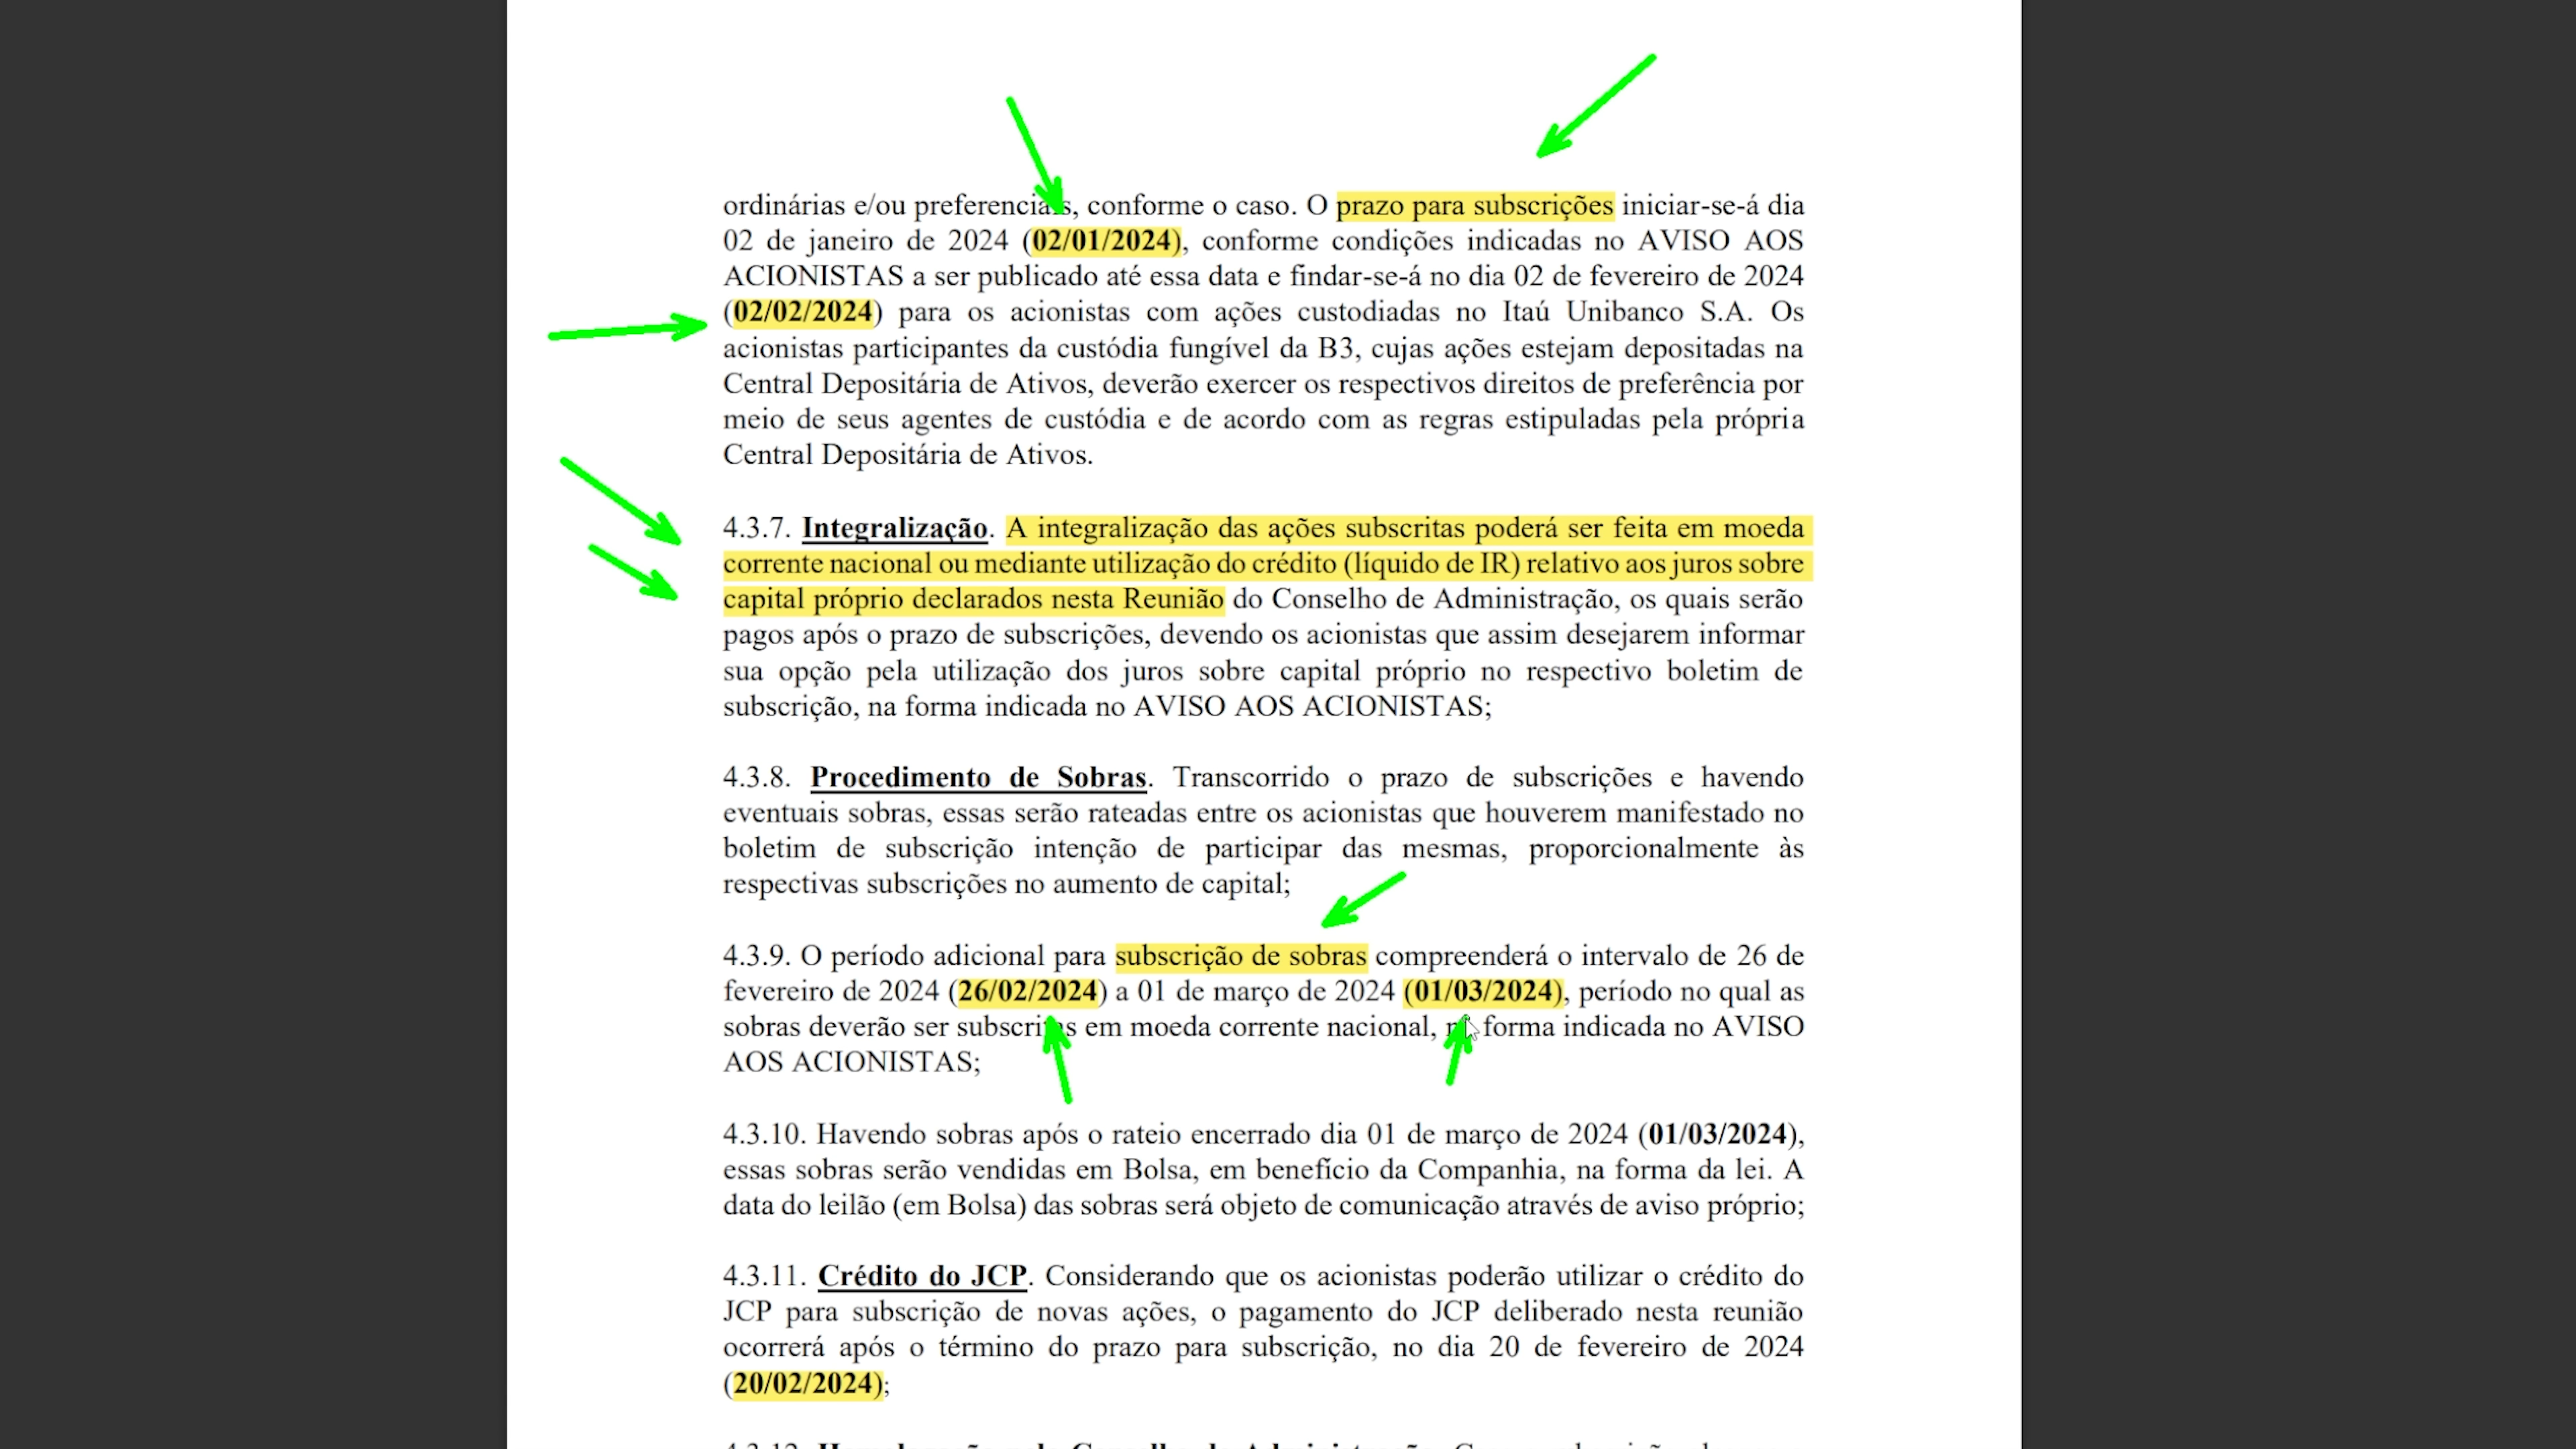 ordinárias e/ou preferenciais, conforme o caso. O prazo para subscrições iniciar-se-á dia
02 de janeiro de 2024 (02/01/2024), conforme condições indicadas no AVISO AOS
ACIONISTAS a ser publicado até essa data e findar-se-á no dia 02 de fevereiro de 2024
(02/02/2024) para os acionistas com ações custodiadas no Itaú Unibanco S.A. Os
acionistas participantes da custódia fungível da B3, cujas ações estejam depositadas na
Central Depositária de Ativos, deverão exercer os respectivos direitos de preferência por
meio de seus agentes de custódia e de acordo com as regras estipuladas pela própria
Central Depositária de Ativos.
4.3.7. Integralização. A integralização das ações subscritas poderá ser feita em moeda
corrente nacional ou mediante utilização do crédito (líquido de IR) relativo aos juros sobre
capital próprio declarados nesta Reunião do Conselho de Administração, os quais serão
pagos após o prazo de subscrições, devendo os acionistas que assim desejarem informar
sua opção pela utilização dos juros sobre capital próprio no respectivo boletim de
subscrição, na forma indicada no AVISO AOS ACIONISTAS;
4.3.8. Procedimento de Sobras. Transcorrido o prazo de subscrições e havendo
eventuais sobras, essas serão rateadas entre os acionistas que houverem manifestado no
boletim de subscrição intenção de participar das mesmas, proporcionalmente às
respectivas subscrições no aumento de capital;
4.3.9. O período adicional para subscrição de sobras compreenderá o intervalo de 26 de
fevereiro de 2024 (26/02/2024) a 01 de março de 2024 (01/03/2024), período no qual as
sobras deverão ser subscritas em moeda corrente nacional, na forma indicada no AVISO
AOS ACIONISTAS;
4.3.10. Havendo sobras após o rateio encerrado dia 01 de março de 2024 (01/03/2024),
essas sobras serão vendidas em Bolsa, em benefício da Companhia, na forma da lei. A
data do leilão (em Bolsa) das sobras será objeto de comunicação através de aviso próprio;
4.3.11. Crédito do JCP. Considerando que os acionistas poderão utilizar o crédito do
JCP para subscrição de novas ações, o pagamento do JCP deliberado nesta reunião
ocorrerá após o término do prazo para subscrição, no dia 20 de fevereiro de 2024
(20/02/2024);